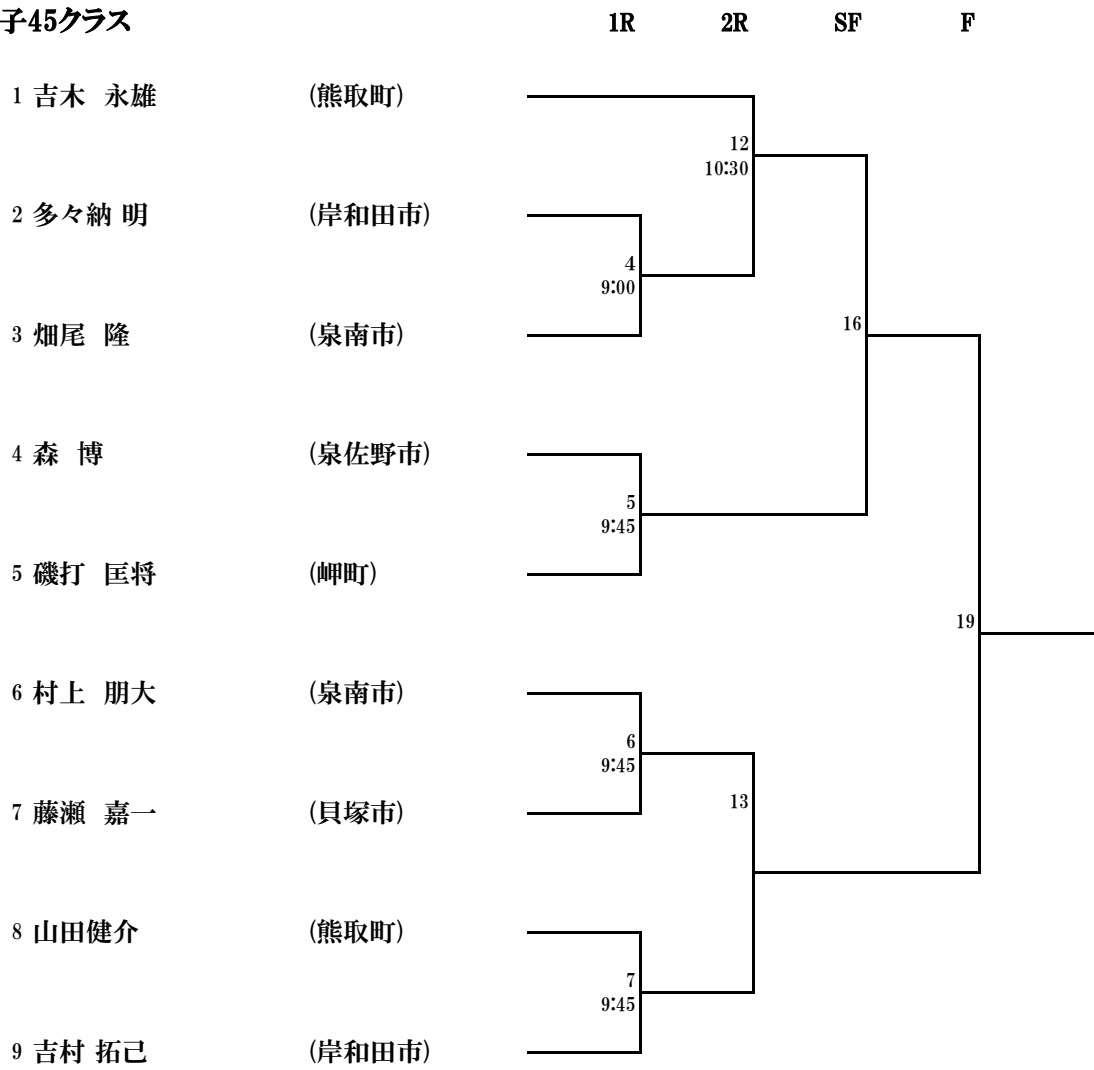 子45クラス 1R 2R SF F
1 吉木 永雄 (熊取町)
12
10:30
2 多々納 明 (岸和田市)
4
9:00
3 畑尾 隆 (泉南市)
16
4 森 博 (泉佐野市)
5
9:45
5 磯打 匡将 (岬町)
19
6 村上 朋大 (泉南市)
6
9:45
13
7 藤瀬 嘉一 (貝塚市)
8 山田健介 (熊取町)
7
9:45
9 吉村 拓己 (岸和田市)